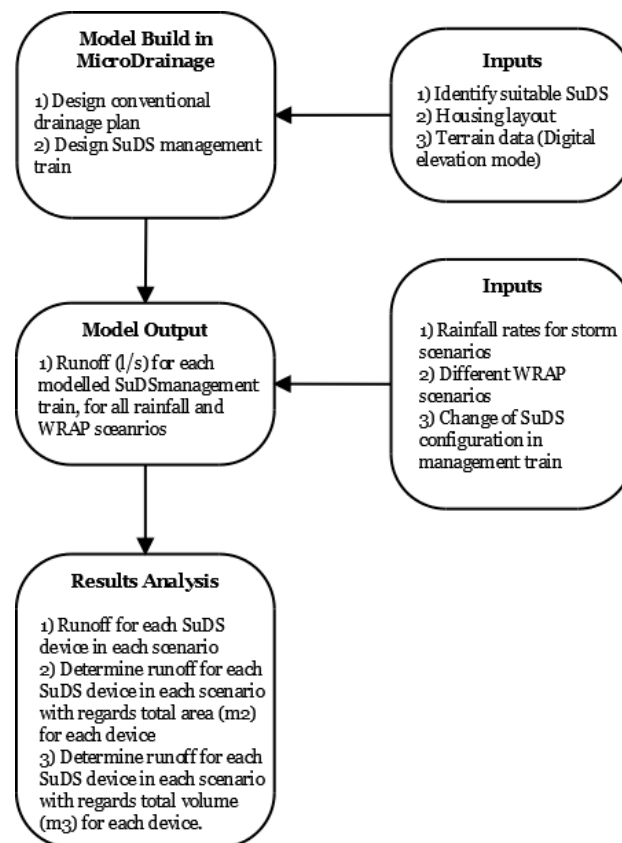 Model Build in
MicroDrainage
1) Design conventional
drainage plan
2) Design SuDS management
train
Inputs
1) Identify suitable SuDS
2) Housing layout
3) Terrain data (Digital
elevation mode)
Model Output
1) Runoff (l/s) for each
modelled SuDSmanagement
train, for all rainfall and
WRAP sceanrios
Inputs
1) Rainfall rates for storm
scenarios
2) Different WRAP
scenarios
3) Change of SuDS
configuration in
management train
Results Analysis
1) Runoff for each SuDS
device in each scenario
2) Determine runoff for each
SuDS device in each scenario
with regards total area (m2)
for each device
3) Determine runoff for each
SuDS device in each scenario
with regards total volume
(m3) for each device.